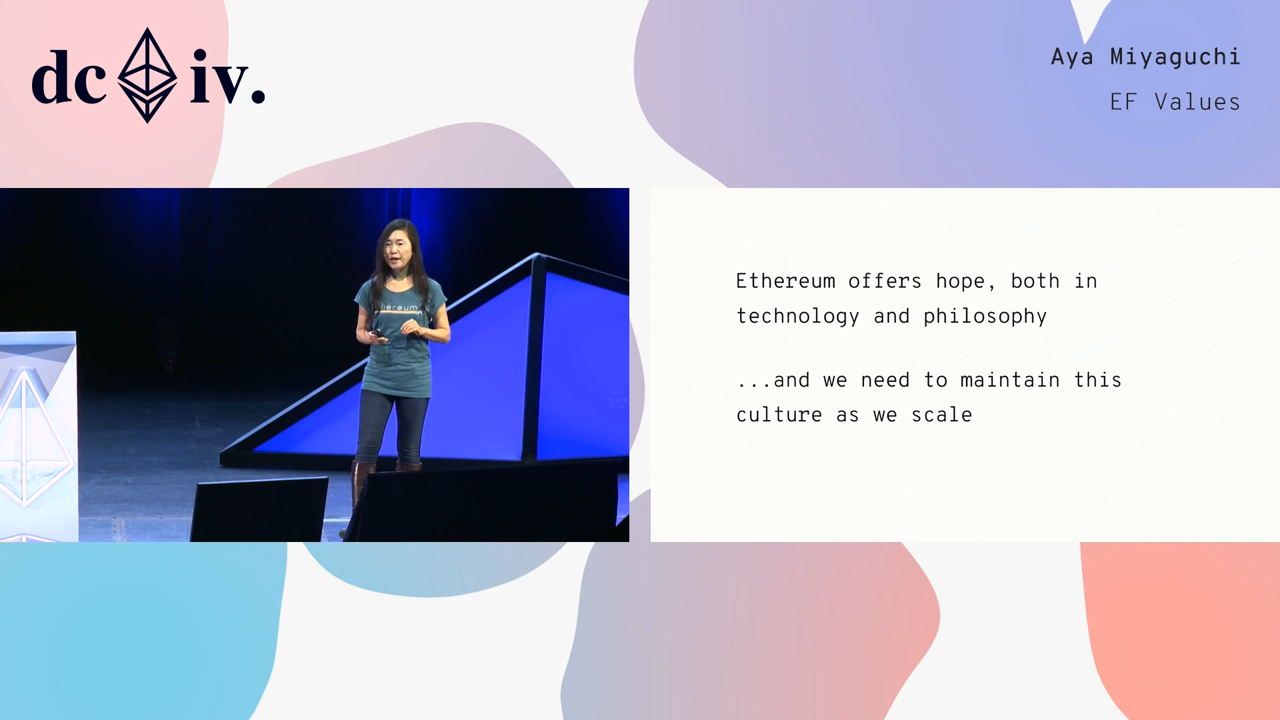 dc iv.
Aya Miyaguchi
EF Values
ethereum
Ethereum offers hope, both in
technology and philosophy
...and we need to maintain this
culture as we scale